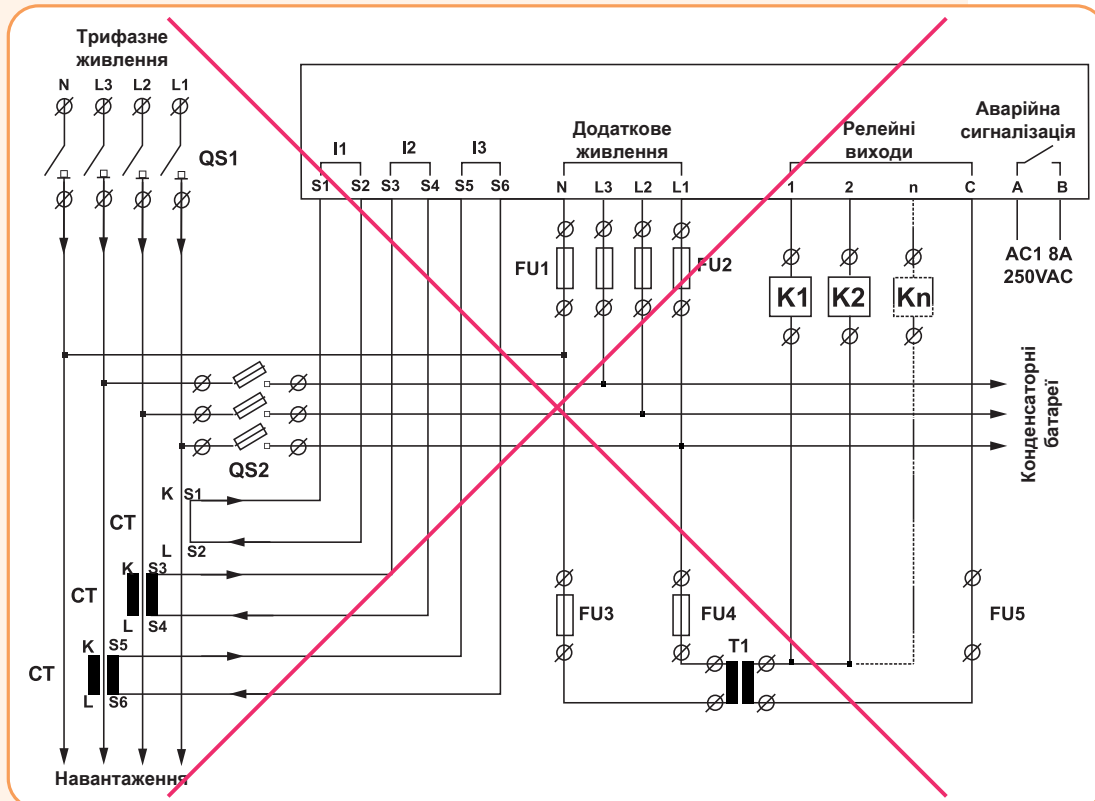 Трифазне
живлення
N L3 L2 L1
QS1
I1 I2 I3
S1 S2 S3 S4 S5 S6
Додаткове
живлення
N L3 L2 L1
Релейні
виходи
1 2 n C
Аварійна
сигналізація
A B
AC1 8A
250VAC
FU1 FU2
K1 K2 Kn
QS2
Конденсаторні
батареї
K S1
CT
L S2
K S3
CT
L S4
K S5
CT
L S6
FU3 FU4 FU5
T1
Навантаження